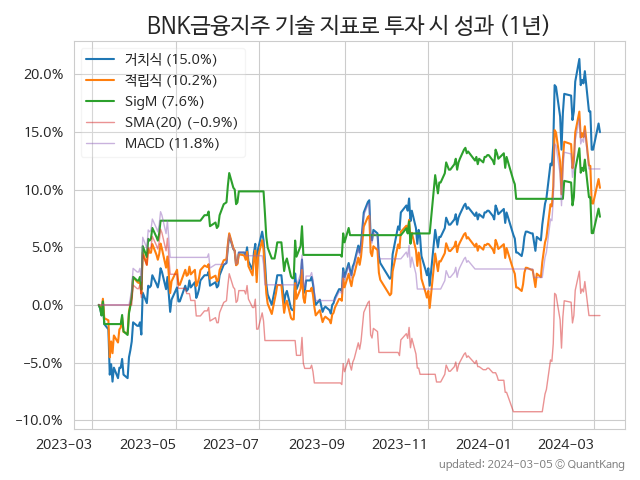 BNK금융지주 기술 지표로 투자 시 성과 (1년)
거치식 (15.0%)
적립식 (10.2%)
SigM (7.6%)
SMA(20) (−0.9%)
MACD (11.8%)
20.0%
15.0%
10.0%
5.0%
0.0%
−5.0%
−10.0%
2023−03 2023−05 2023−07 2023−09 2023−11 2024−01 2024−03
updated: 2024-03-05 © QuantKang